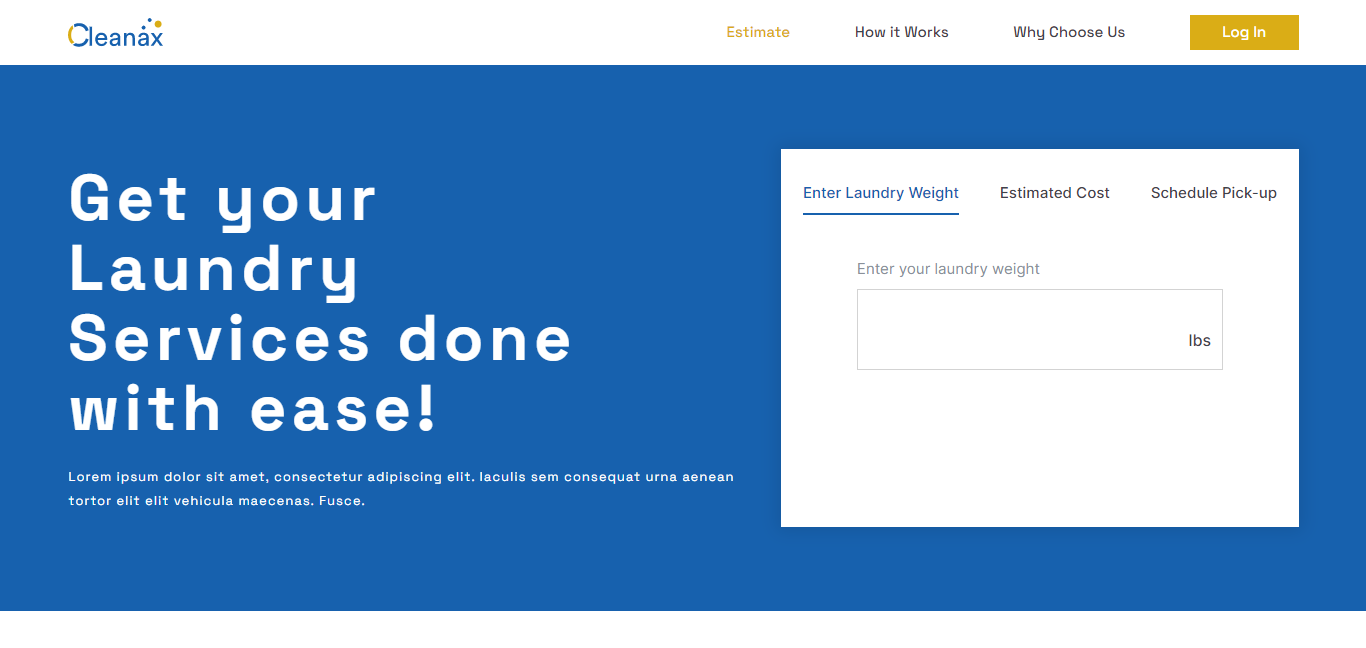 Cleanax
Estimate
How it Works
Why Choose Us
Log In
Get your
Laundry
Services done
with ease!
Lorem ipsum dolor sit amet, consectetur adipiscing elit. Iaculis sem consequat urna aenean
tortor elit elit vehicula maecenas. Fusce.
Enter Laundry Weight
Estimated Cost
Schedule Pick-up
Enter your laundry weight
lbs